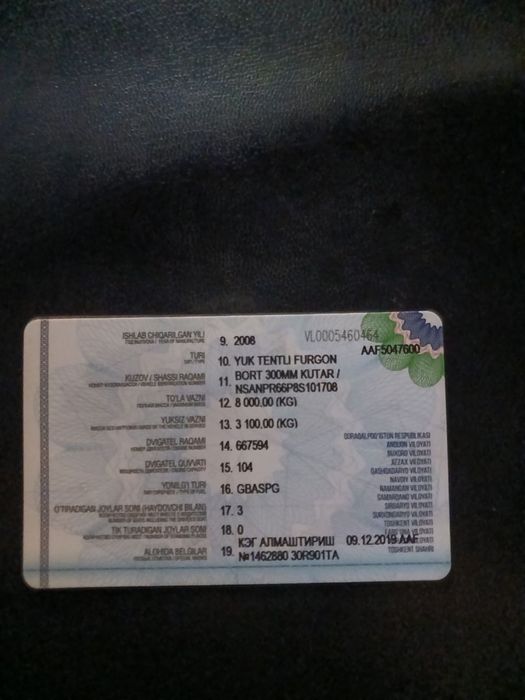 VL0005460464
AAF5047600
ISHLAB CHIQARILGAN YILI 9. 2008
TURI 10. YUK TENTLI FURGON
KUZOV / SHASSI RAQAMI 11. BORT 300MM KUTAR /
NSANPR66P8S101708
TO'LA VAZNI 12. 8 000.00 (KG)
YUKSIZ VAZNI 13. 3 100.00 (KG)
DVIGATEL RAQAMI 14. 667594
DVIGATEL QUVVATI 15. 104
YONILG'I TURI 16. GBASPG
O'TIRADIGAN JOYLAR SONI (HAYDOVCHI BILAN) 17. 3
TIK TURADIGAN JOYLAR SONI 18. 0
ALOHIDA BELGILAR 19. КЭГ АЛМАШТИРИШ 09.12.2019 AAF
№1462880 30R901TA
QORAQALPOG'ISTON RESPUBLIKASI
ANDIJON VILOYATI
BUXORO VILOYATI
JIZZAX VILOYATI
QASHQADARYO VILOYATI
NAVOIY VILOYATI
NAMANGAN VILOYATI
SAMARQAND VILOYATI
SIRDARYO VILOYATI
SURXONDARYO VILOYATI
TOSHKENT VILOYATI
FARG'ONA VILOYATI
TOSHKENT SHAHRI